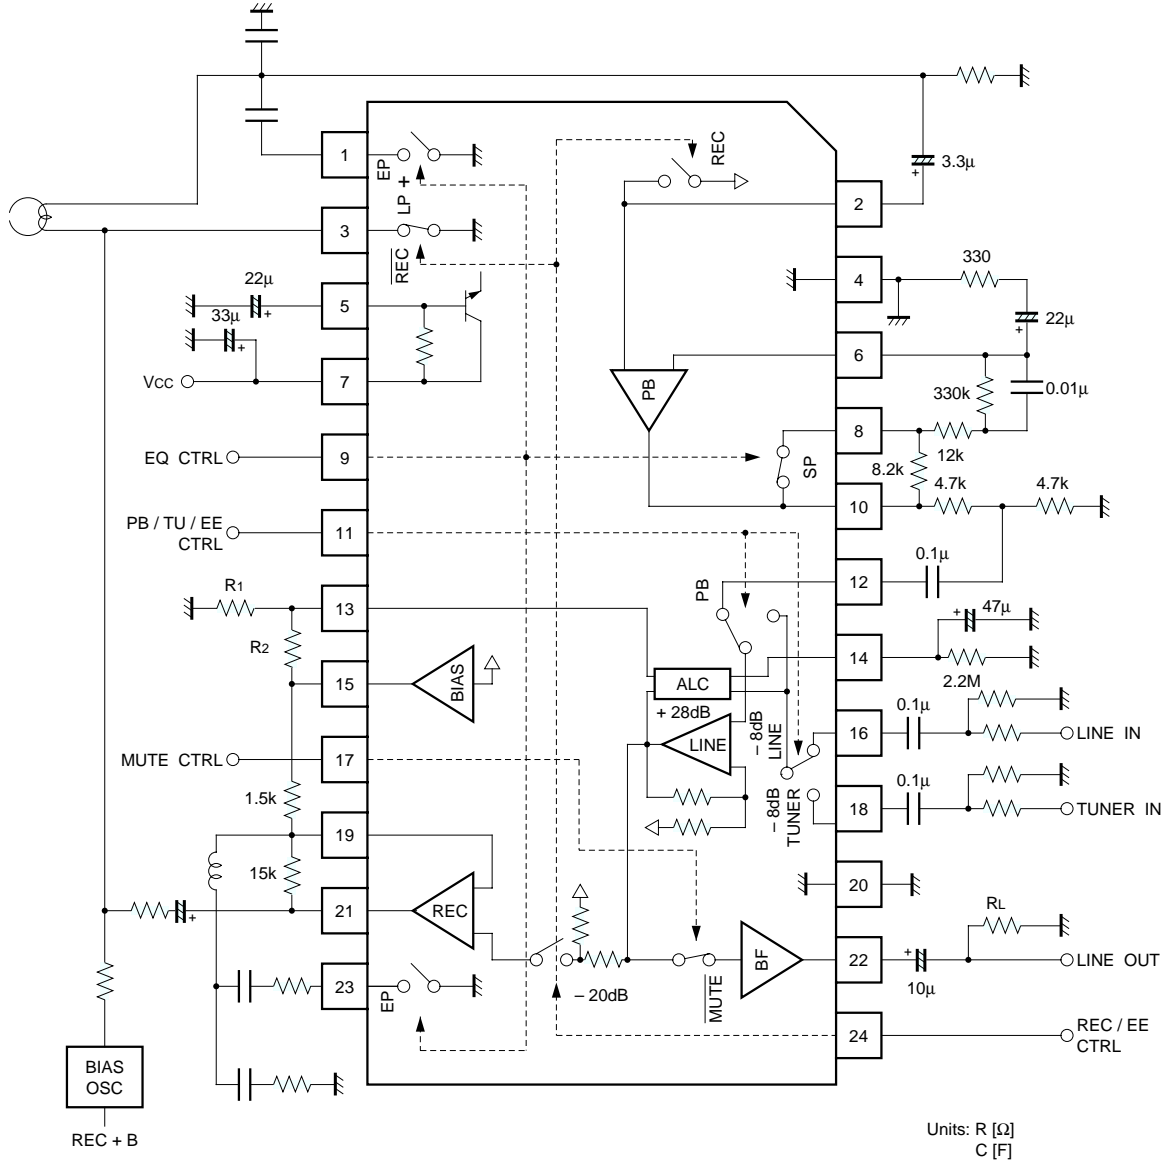 1
EP
LP +
REC
3.3μ
+
2
3
REC
4
330
22μ
+
5
33μ
+
22μ
+
6
VCC
7
PB
330k
0.01μ
8
12k
EQ CTRL
9
SP
8.2k
4.7k
4.7k
10
PB / TU / EE
CTRL
11
0.1μ
12
PB
R1
13
+
47μ
R2
14
2.2M
15
BIAS
ALC
+ 28dB
– 8dB
LINE
0.1μ
16
LINE IN
LINE
MUTE CTRL
17
0.1μ
1.5k
– 8dB
TUNER
18
TUNER IN
19
15k
20
REC
21
+
RL
BF
+
22
LINE OUT
10μ
23
EP
– 20dB
MUTE
24
REC / EE
CTRL
BIAS
OSC
REC + B
Units: R [Ω]
C [F]